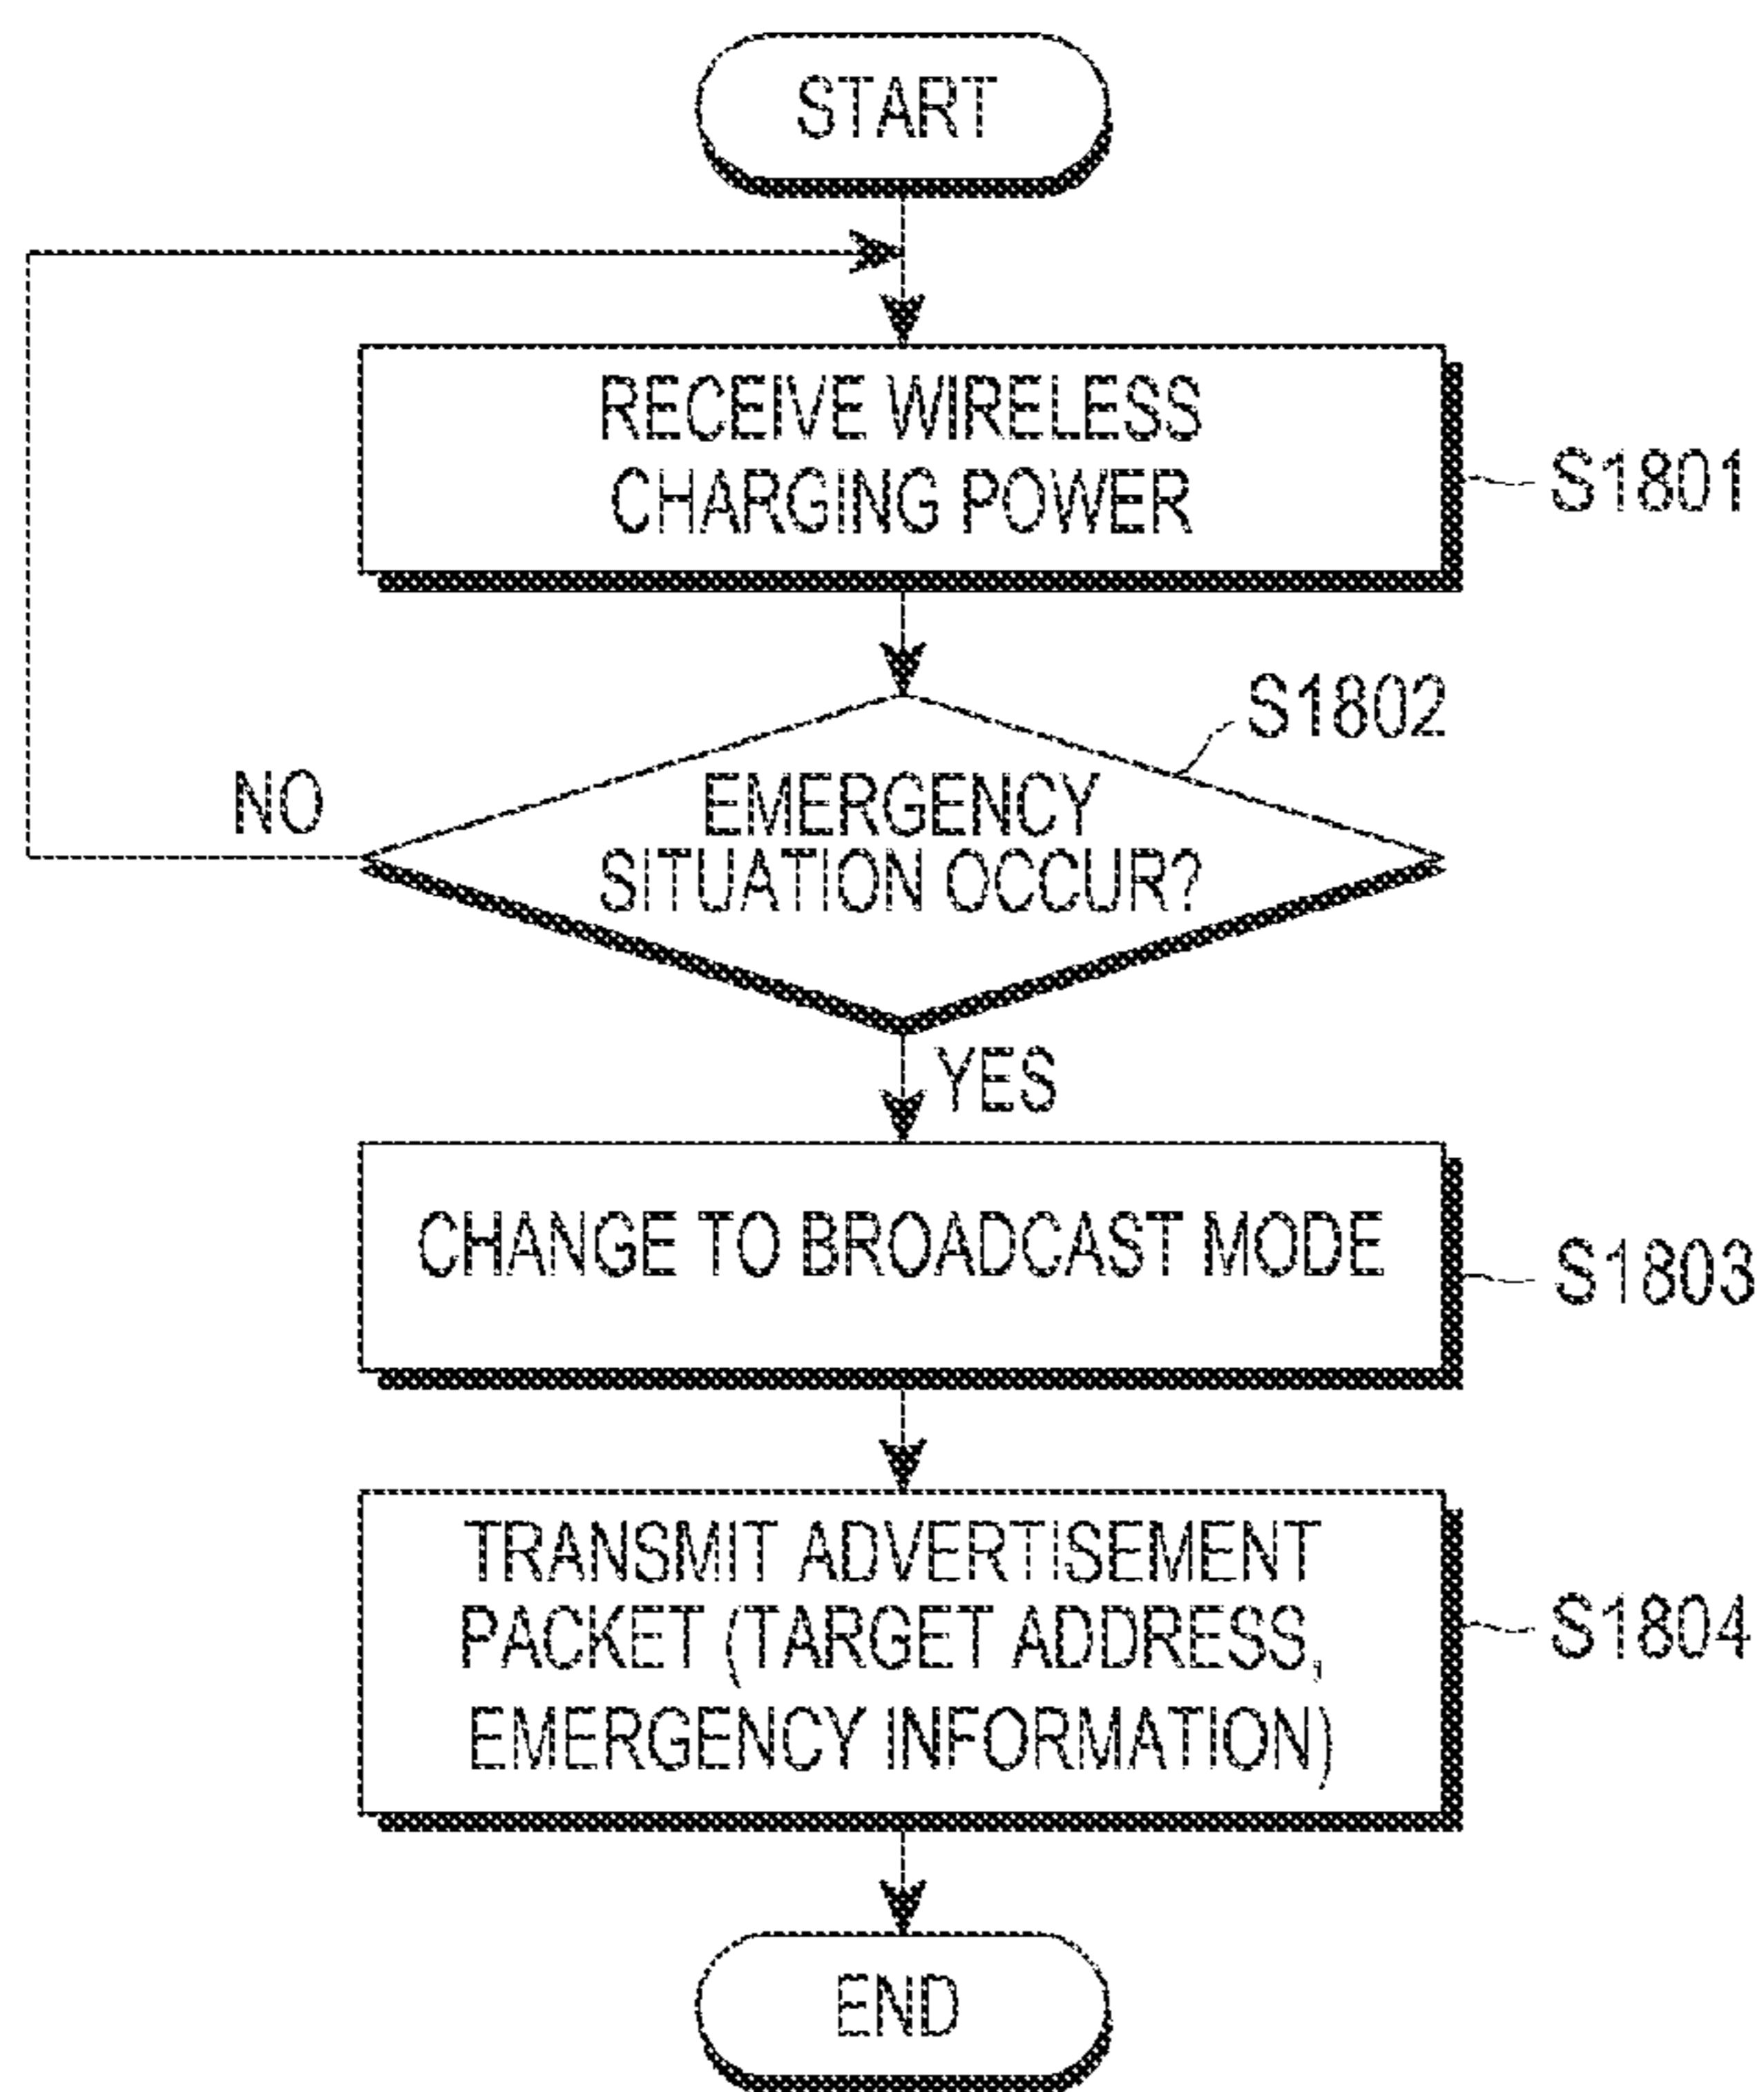 START
RECEIVE WIRELESS
CHARGING POWER
S1801
S1802
EMERGENCY
SITUATION OCCUR?
NO
YES
CHANGE TO BROADCAST MODE
S1803
TRANSMIT ADVERTISEMENT
PACKET (TARGET ADDRESS,
EMERGENCY INFORMATION)
S1804
END